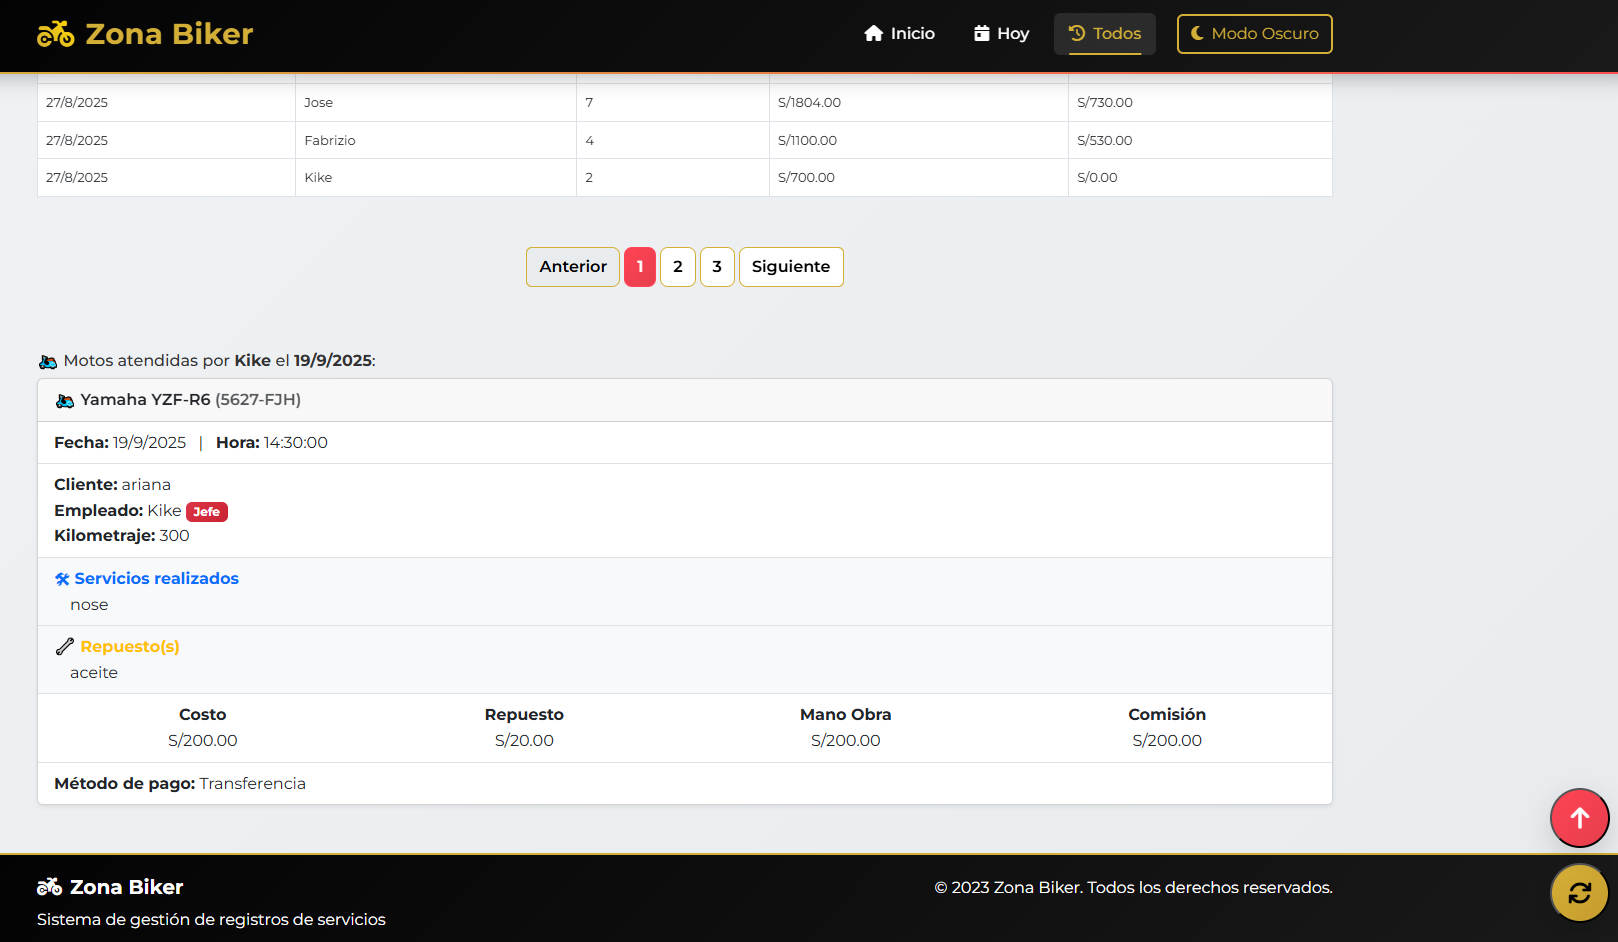 Zona Biker
Inicio
Hoy
Todos
Modo Oscuro
27/8/2025 Jose 7 S/1804.00 S/730.00
27/8/2025 Fabrizio 4 S/1100.00 S/530.00
27/8/2025 Kike 2 S/700.00 S/0.00
Anterior 1 2 3 Siguiente
Motos atendidas por Kike el 19/9/2025:
Yamaha YZF-R6 (5627-FJH)
Fecha: 19/9/2025 | Hora: 14:30:00
Cliente: ariana
Empleado: Kike Jefe
Kilometraje: 300
Servicios realizados
nose
Repuesto(s)
aceite
Costo Repuesto Mano Obra Comisión
S/200.00 S/20.00 S/200.00 S/200.00
Método de pago: Transferencia
Zona Biker
Sistema de gestión de registros de servicios
© 2023 Zona Biker. Todos los derechos reservados.